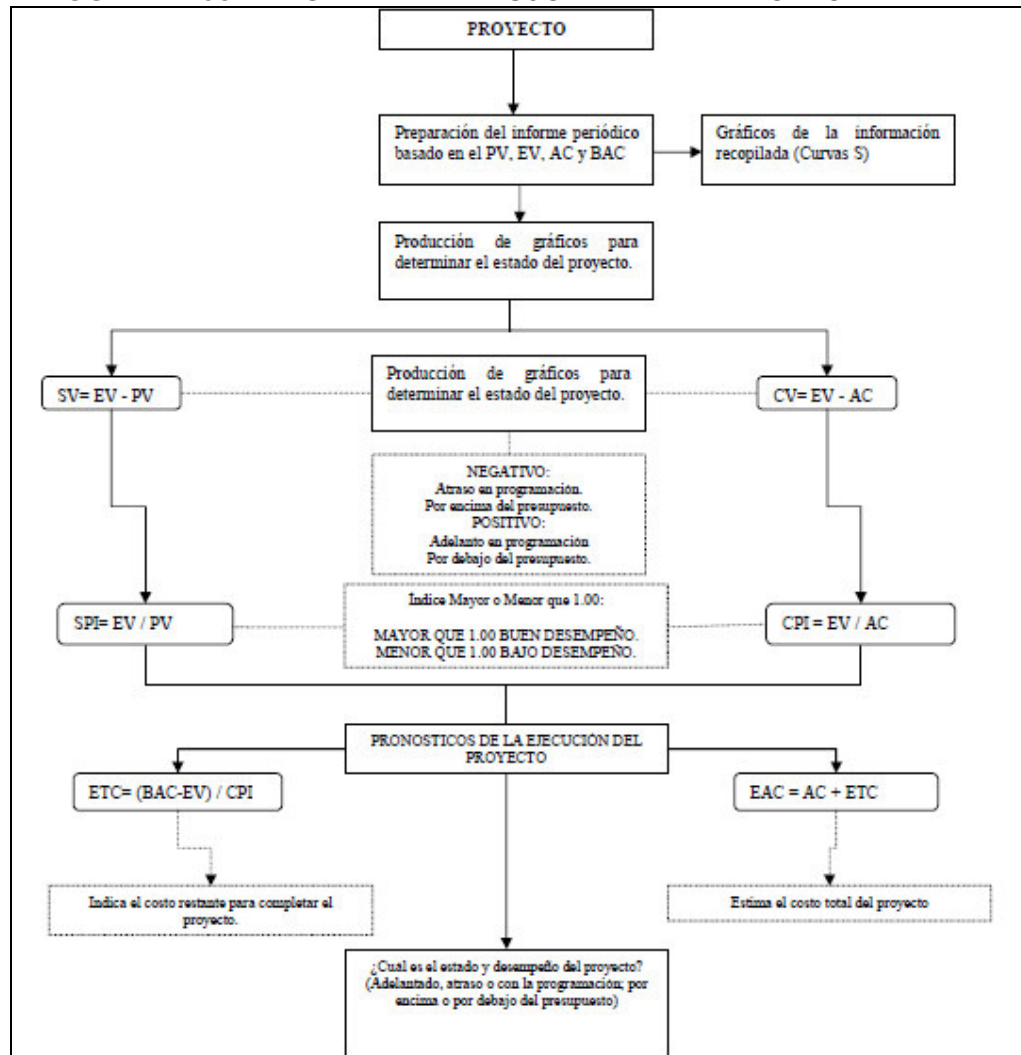 PROYECTO
Preparación del informe periódico
basado en el PV, EV, AC y BAC
Gráficos de la información
recopilada (Curvas S)
Producción de gráficos para
determinar el estado del proyecto.
SV= EV - PV
Producción de gráficos para
determinar el estado del proyecto.
CV= EV - AC
NEGATIVO:
Atraso en programación.
Por encima del presupuesto.
POSITIVO:
Adelanto en programación
Por debajo del presupuesto.
SPI= EV / PV
Índice Mayor o Menor que 1.00:
MAYOR QUE 1.00 BUEN DESEMPEÑO.
MENOR QUE 1.00 BAJO DESEMPEÑO.
CPI = EV / AC
PRONOSTICOS DE LA EJECUCIÓN DEL
PROYECTO
ETC= (BAC-EV) / CPI
EAC = AC + ETC
Indica el costo restante para completar el
proyecto.
Estima el costo total del proyecto
¿Cuál es el estado y desempeño del proyecto?
(Adelantado, atraso o con la programación; por
encima o por debajo del presupuesto)